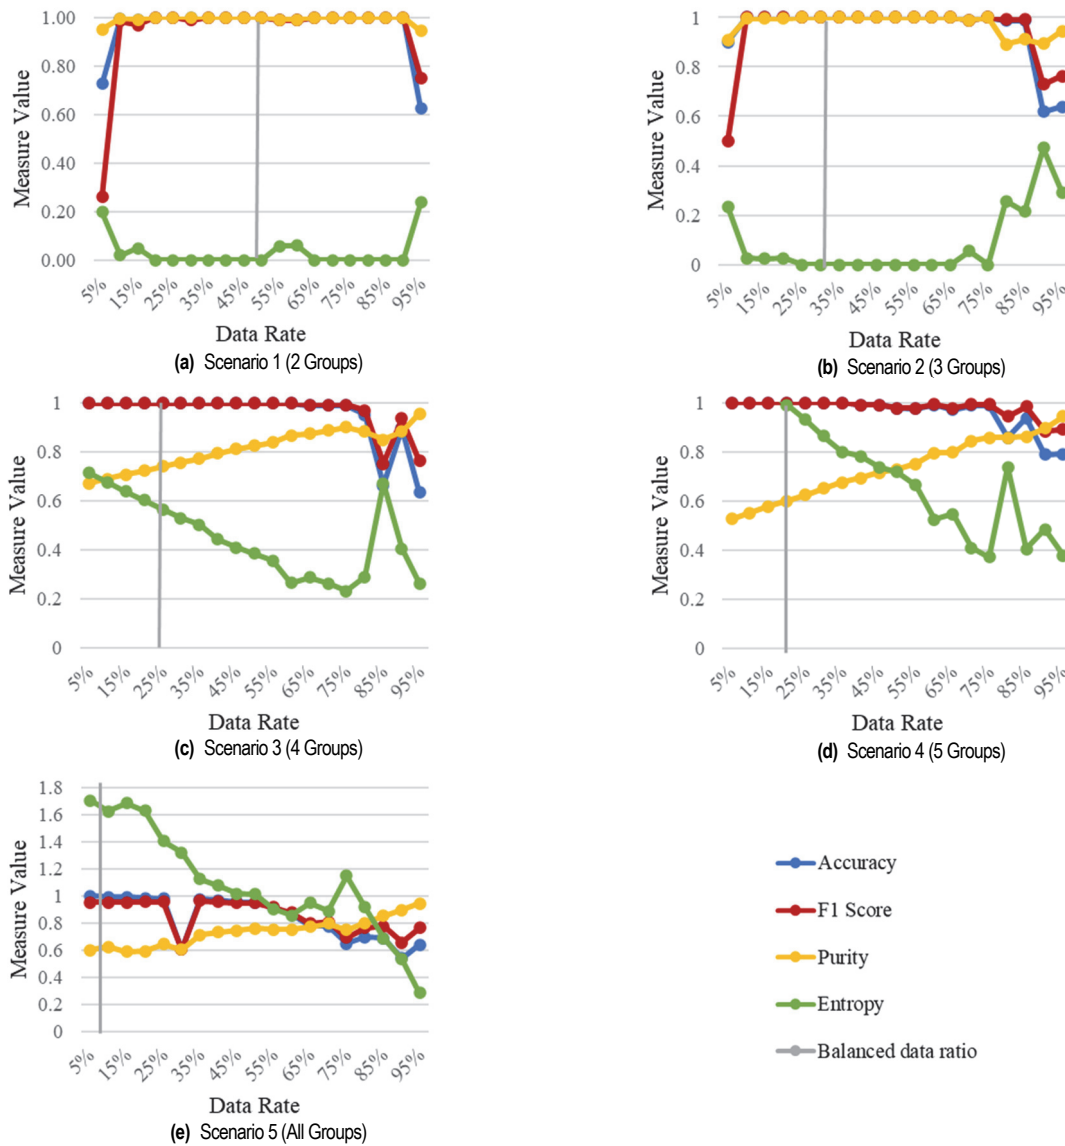 1.00
0.80
0.60
0.40
0.20
0.00
Measure Value
5% 15% 25% 35% 45% 55% 65% 75% 85% 95%
Data Rate
(a) Scenario 1 (2 Groups)
1
0.8
0.6
0.4
0.2
0
Measure Value
5% 15% 25% 35% 45% 55% 65% 75% 85% 95%
Data Rate
(b) Scenario 2 (3 Groups)
1
0.8
0.6
0.4
0.2
0
Measure Value
5% 15% 25% 35% 45% 55% 65% 75% 85% 95%
Data Rate
(c) Scenario 3 (4 Groups)
1
0.8
0.6
0.4
0.2
0
Measure Value
5% 15% 25% 35% 45% 55% 65% 75% 85% 95%
Data Rate
(d) Scenario 4 (5 Groups)
1.8
1.6
1.4
1.2
1
0.8
0.6
0.4
0.2
0
Measure Value
5% 15% 25% 35% 45% 55% 65% 75% 85% 95%
Data Rate
(e) Scenario 5 (All Groups)
Accuracy
F1 Score
Purity
Entropy
Balanced data ratio